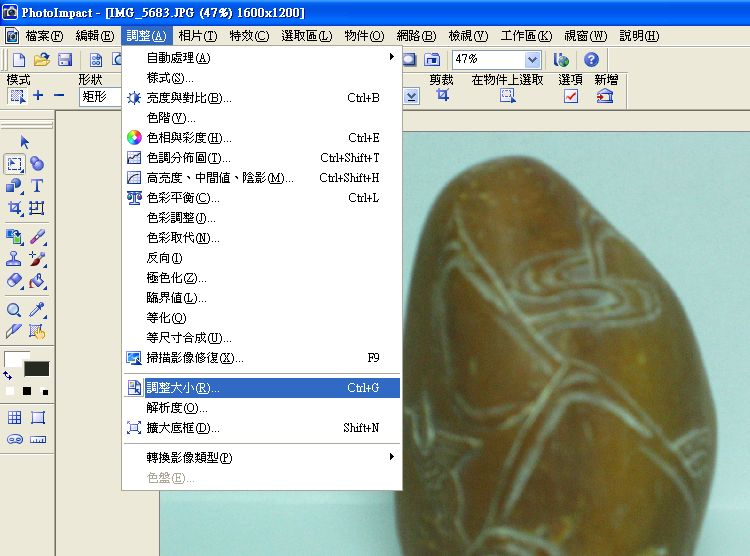 PhotoImpact - [IMG_5683.JPG (47%) 1600x1200]
檔案(F) 編輯(E) 調整(A) 相片(T) 特效(C) 選取區(L) 物件(O) 網路(B) 檢視(V) 工作區(K) 視窗(W) 說明(H)
47%
模式 形狀 剪裁 在物件上選取 選項 新增
矩形
自動處理(A)
樣式(S)...
亮度與對比(B)... Ctrl+B
色階(V)...
色相與彩度(H)... Ctrl+E
色調分佈圖(T)... Ctrl+Shift+T
高亮度、中間值、陰影(M)... Ctrl+Shift+H
色彩平衡(C)... Ctrl+L
色彩調整(J)...
色彩取代(N)...
反向(I)
極色化(Z)...
臨界值(L)...
等化(Q)
等尺寸合成(U)...
掃描影像修復(X)... F9
調整大小(R)... Ctrl+G
解析度(O)...
擴大底框(D)... Shift+N
轉換影像類型(P)
色盤(E)...